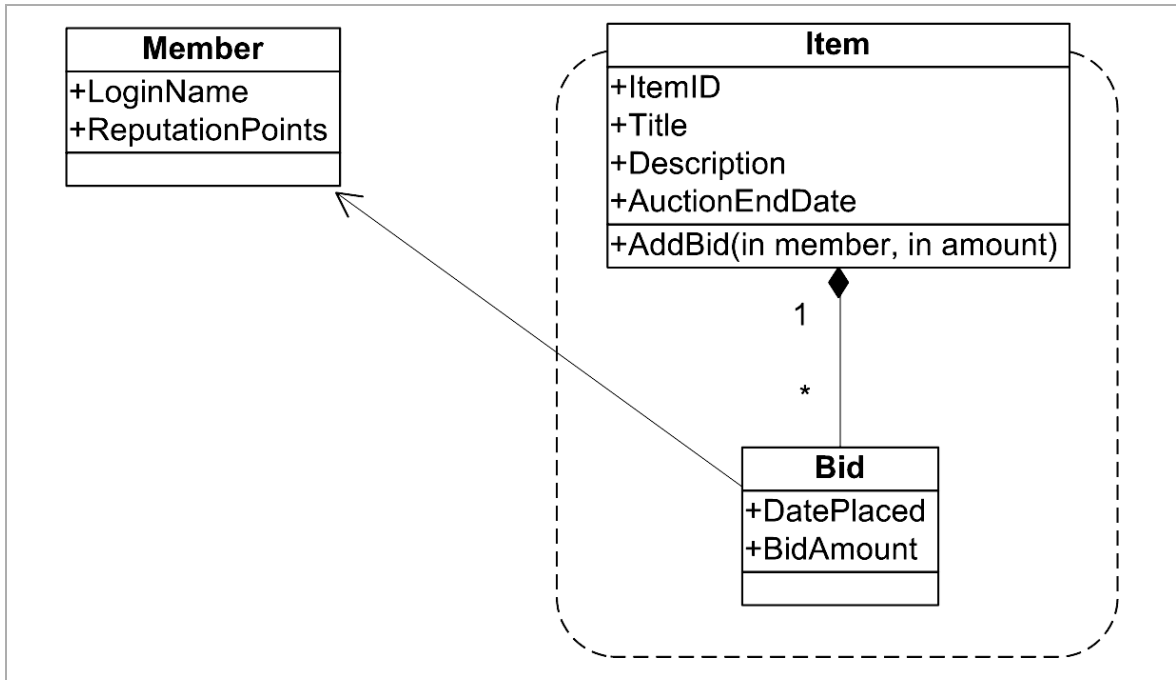 Member
+LoginName
+ReputationPoints
Item
+ItemID
+Title
+Description
+AuctionEndDate
+AddBid(in member, in amount)
1
*
Bid
+DatePlaced
+BidAmount